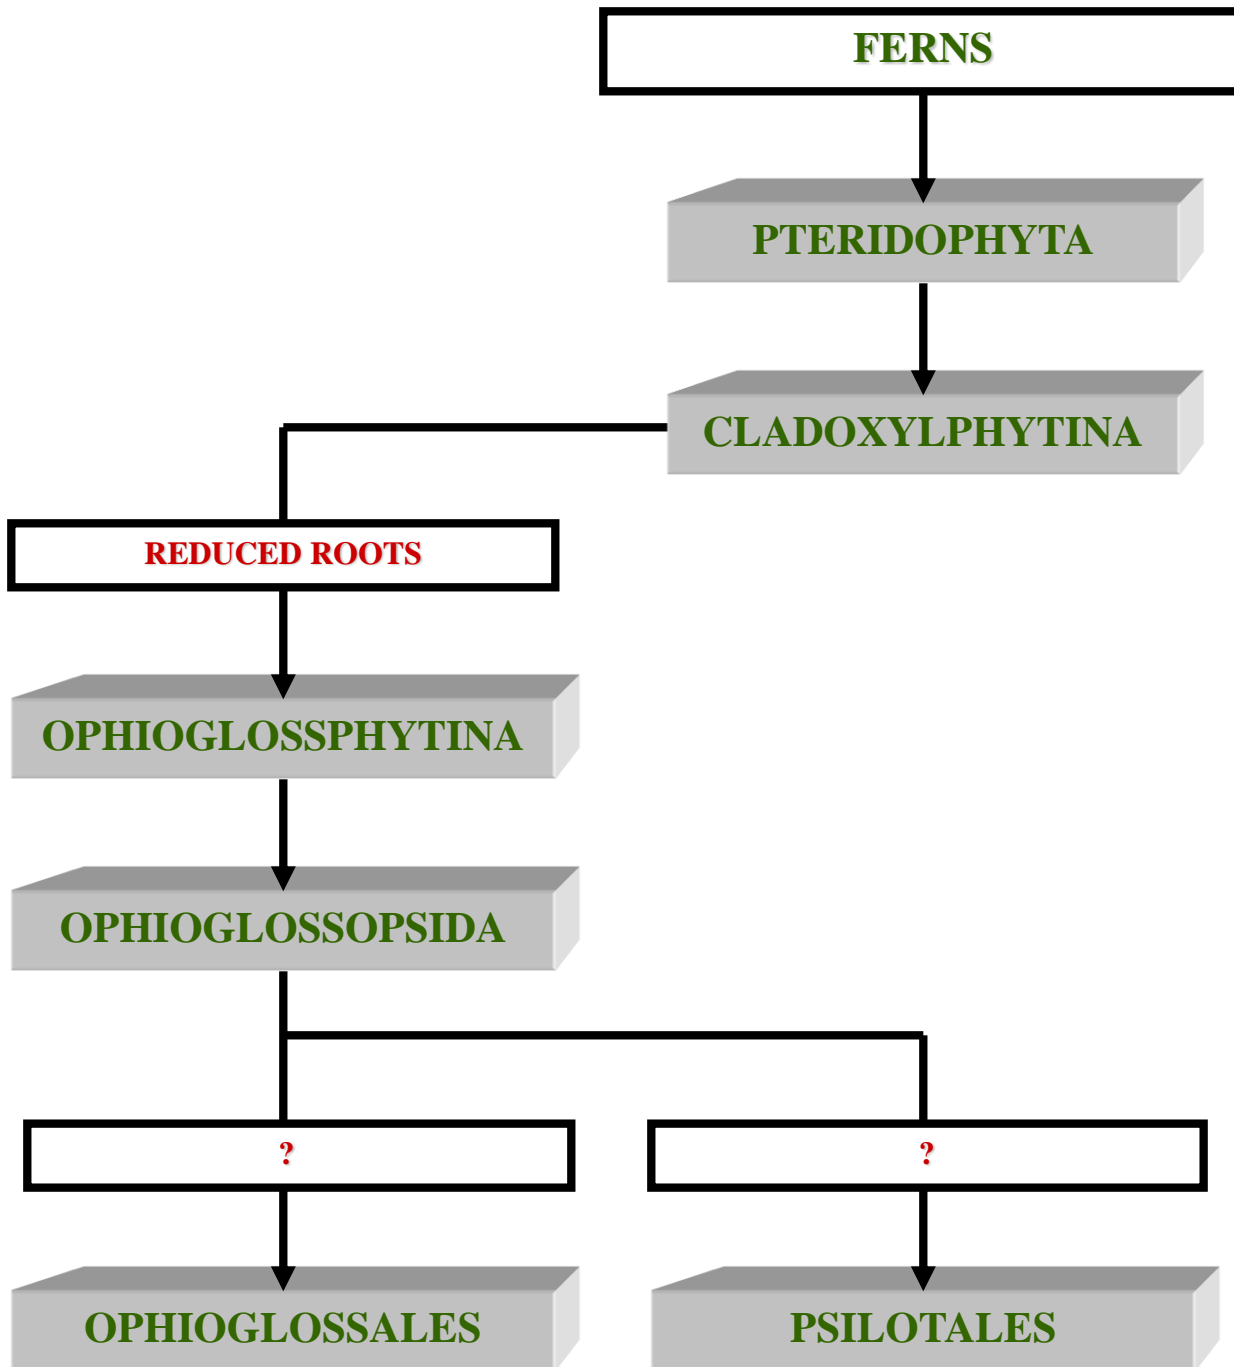 FERNS
PTERIDOPHYTA
CLADOXYLPHYTINA
REDUCED ROOTS
OPHIOGLOSSPHYTINA
OPHIOGLOSSOPSIDA
?
?
OPHIOGLOSSALES
PSILOTALES